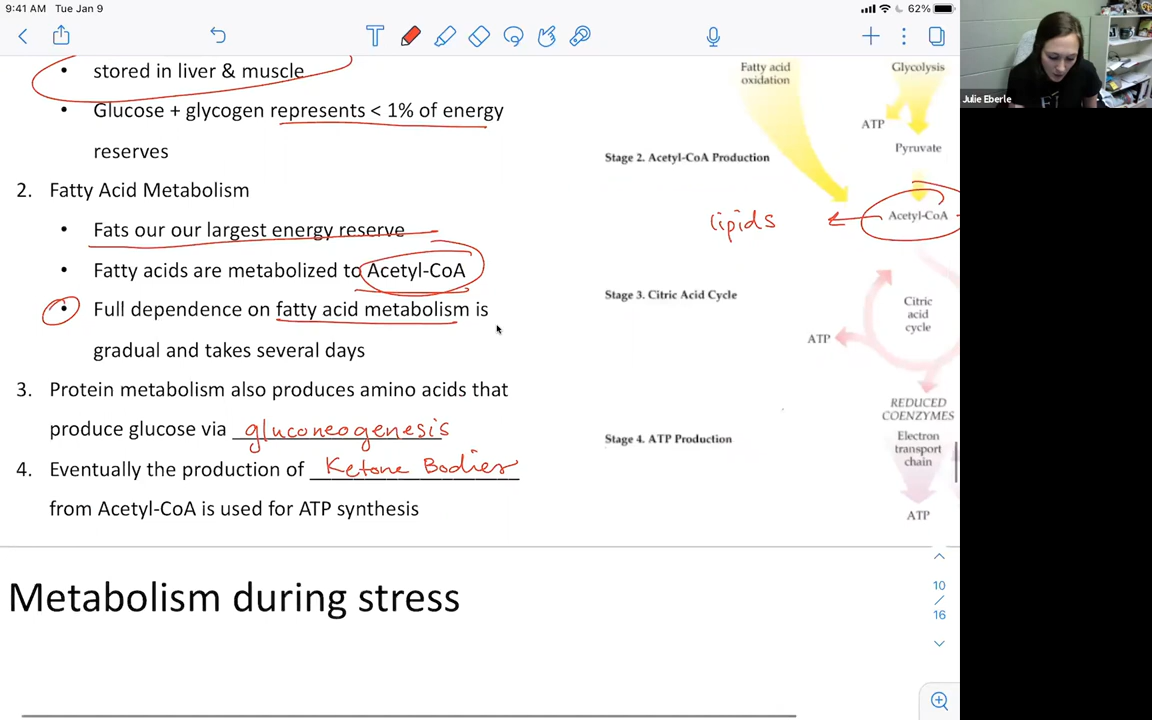 9:41 AM Tue Jan 9
62%
stored in liver & muscle
Glucose + glycogen represents < 1% of energy
reserves
2. Fatty Acid Metabolism
Fats our our largest energy reserve
Fatty acids are metabolized to Acetyl-CoA
Full dependence on fatty acid metabolism is
gradual and takes several days
3. Protein metabolism also produces amino acids that
produce glucose via gluconeogenesis
4. Eventually the production of Ketone Bodies
from Acetyl-CoA is used for ATP synthesis
Fatty acid
oxidation
Glycolysis
ATP
Pyruvate
Stage 2. Acetyl-CoA Production
lipids
Acetyl-CoA
Stage 3. Citric Acid Cycle
Citric
acid
cycle
ATP
REDUCED
COENZYMES
Stage 4. ATP Production
Electron
transport
chain
ATP
Metabolism during stress
10
/
16
Julie Eberle